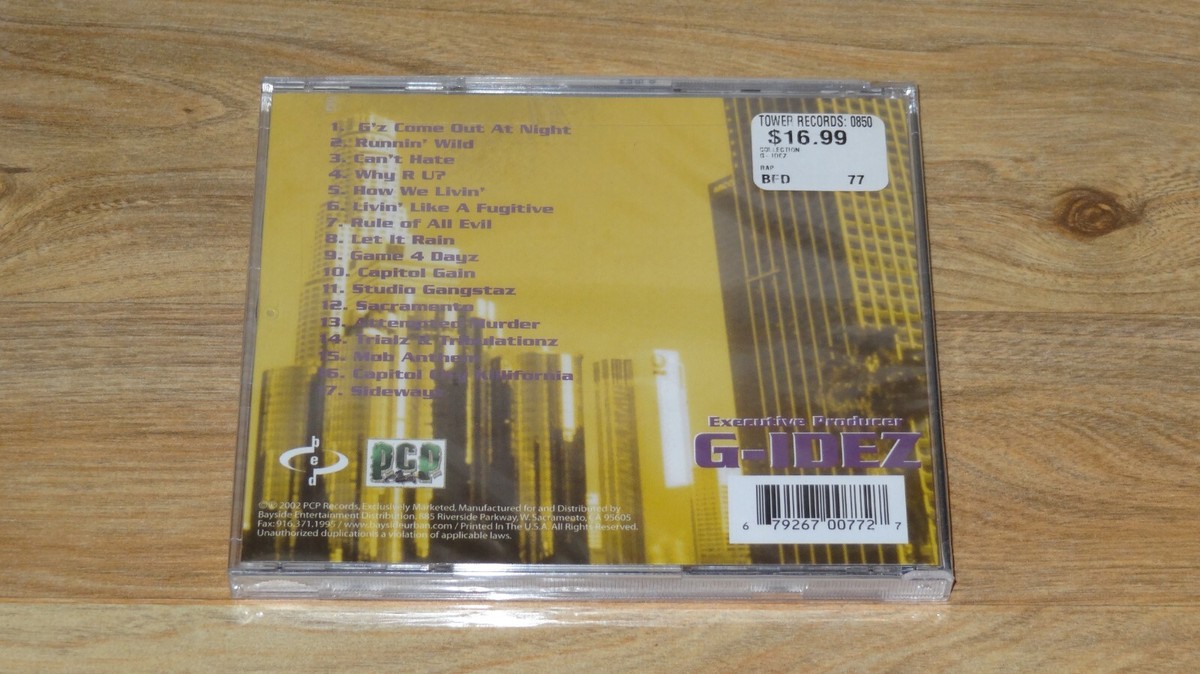 1. G'z Come Out At Night
2. Runnin' Wild
3. Can't Hate
4. Why R U?
5. How We Livin'
6. Livin' Like A Fugitive
7. Rule of All Evil
8. Let It Rain
9. Game 4 Dayz
10. Capitol Gain
11. Studio Gangstaz
12. Sacramento
13. Attempted Murder
14. Trialz & Tribulationz
15. Mob Anthem
6. Capitol
7. Sideways
TOWER RECORDS: 0850
$16.99
COLLECTION
G- IDEZ
RAP
BFD 77
Executive Producer
G-IDEZ
bed
PCP
6 79267 00772 7
©℗ 2002 PCP Records, Exclusively Marketed, Manufactured for and Distributed by
Bayside Entertainment Distribution. 885 Riverside Parkway, W. Sacramento, CA 95605
Fax: 916.371.1995 / www.baysideurban.com / Printed In The U.S.A. All Rights Reserved.
Unauthorized duplication is a violation of applicable laws.